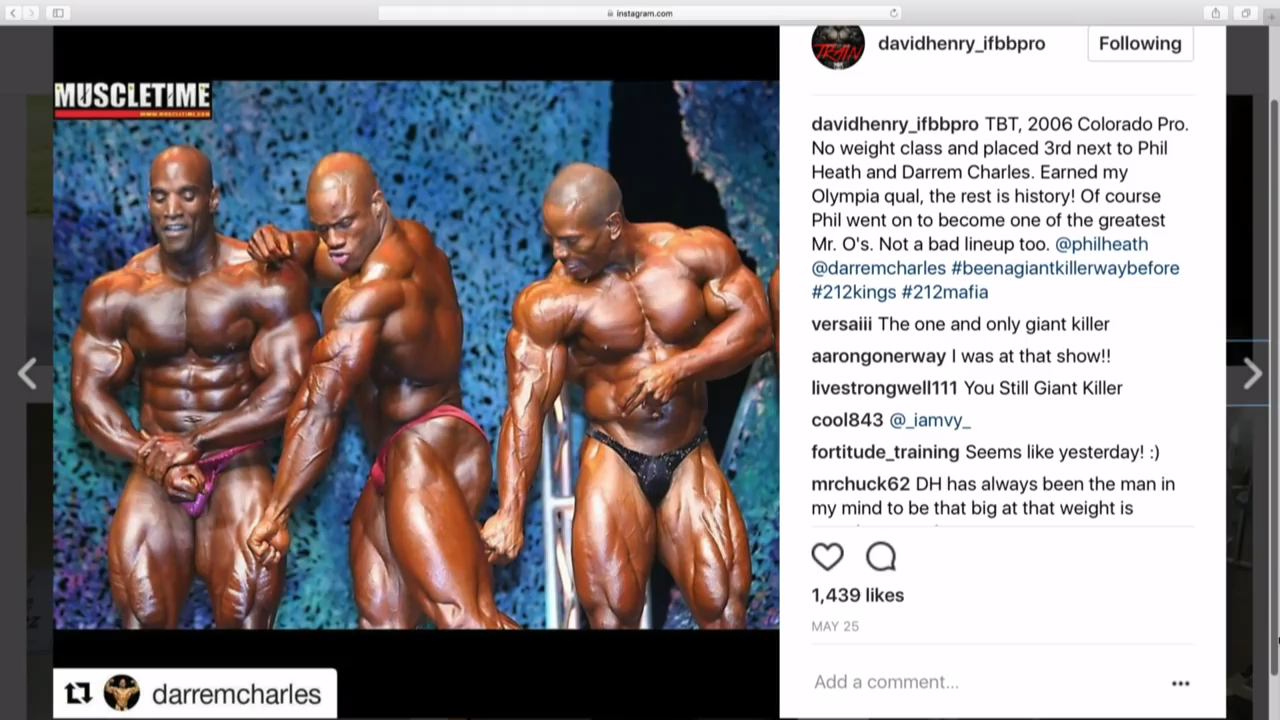 instagram.com
MUSCLETIME
WWW.MUSCLETIME.COM
TRAIN
davidhenry_ifbbpro
Following
davidhenry_ifbbpro TBT, 2006 Colorado Pro.
No weight class and placed 3rd next to Phil
Heath and Darrem Charles. Earned my
Olympia qual, the rest is history! Of course
Phil went on to become one of the greatest
Mr. O's. Not a bad lineup too. @philheath
@darremcharles #beenagiantkillerwaybefore
#212kings #212mafia
versaiii The one and only giant killer
aarongonerway I was at that show!!
livestrongwell111 You Still Giant Killer
cool843 @_iamvy_
fortitude_training Seems like yesterday! :)
mrchuck62 DH has always been the man in
my mind to be that big at that weight is
1,439 likes
MAY 25
Add a comment...
darremcharles